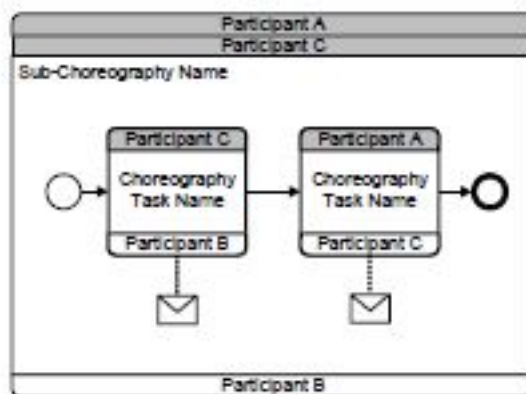 Participant A
Participant C
Sub-Choreography Name
Participant C
Choreography
Task Name
Participant B
Participant A
Choreography
Task Name
Participant C
Participant B